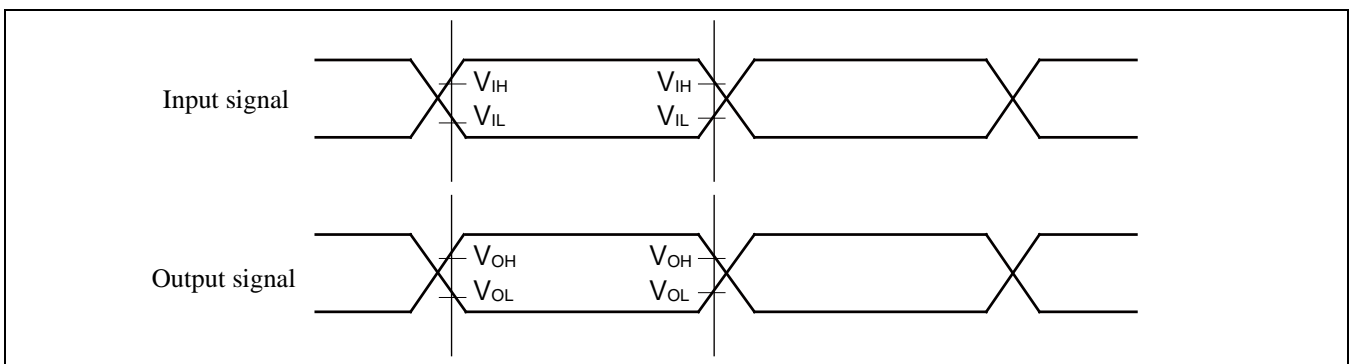 Input signal
VIH VIH
VIL VIL
Output signal
VOH VOH
VOL VOL